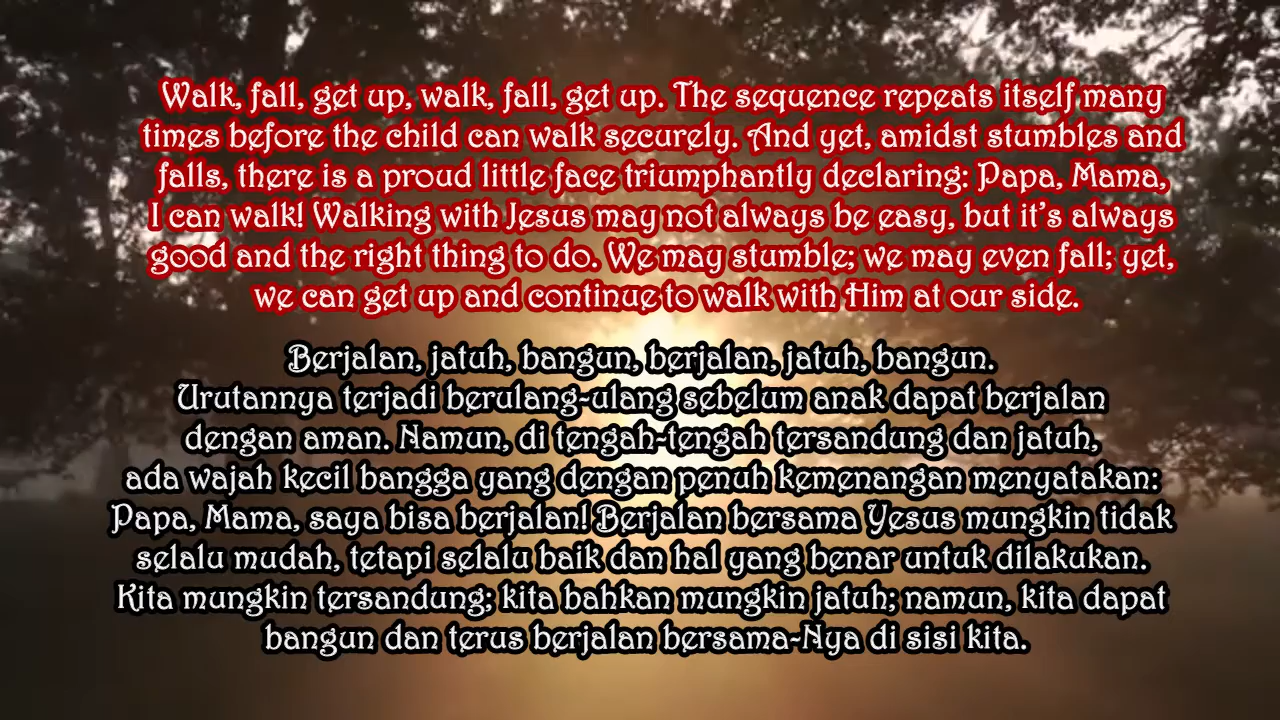 Walk, fall, get up, walk, fall, get up. The sequence repeats itself many
times before the child can walk securely. And yet, amidst stumbles and
falls, there is a proud little face triumphantly declaring: Papa, Mama,
I can walk! Walking with Jesus may not always be easy, but it’s always
good and the right thing to do. We may stumble; we may even fall; yet,
we can get up and continue to walk with Him at our side.
Berjalan, jatuh, bangun, berjalan, jatuh, bangun.
Urutannya terjadi berulang-ulang sebelum anak dapat berjalan
dengan aman. Namun, di tengah-tengah tersandung dan jatuh,
ada wajah kecil bangga yang dengan penuh kemenangan menyatakan:
Papa, Mama, saya bisa berjalan! Berjalan bersama Yesus mungkin tidak
selalu mudah, tetapi selalu baik dan hal yang benar untuk dilakukan.
Kita mungkin tersandung; kita bahkan mungkin jatuh; namun, kita dapat
bangun dan terus berjalan bersama-Nya di sisi kita.